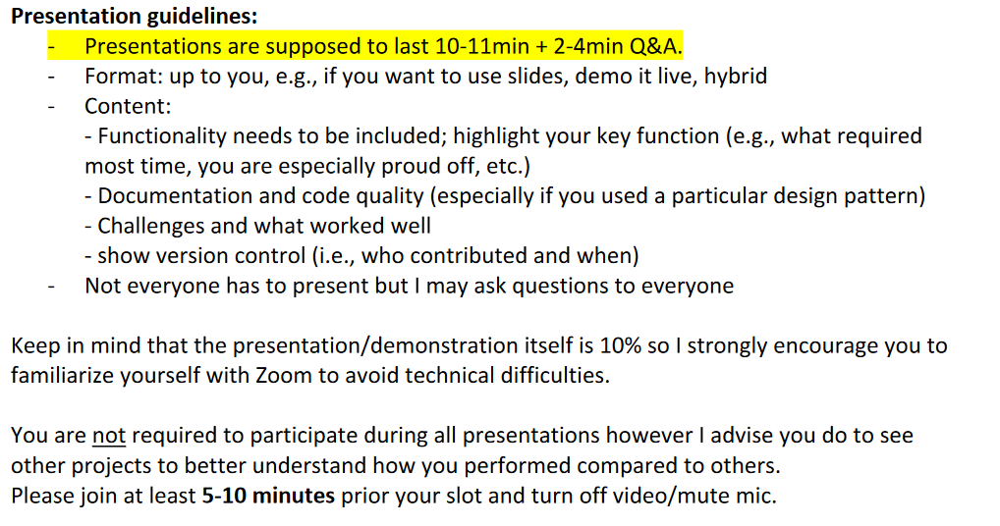 Presentation guidelines:
- Presentations are supposed to last 10-11min + 2-4min Q&A.
- Format: up to you, e.g., if you want to use slides, demo it live, hybrid
- Content:
- Functionality needs to be included; highlight your key function (e.g., what required
most time, you are especially proud off, etc.)
- Documentation and code quality (especially if you used a particular design pattern)
- Challenges and what worked well
- show version control (i.e., who contributed and when)
- Not everyone has to present but I may ask questions to everyone
Keep in mind that the presentation/demonstration itself is 10% so I strongly encourage you to
familiarize yourself with Zoom to avoid technical difficulties.
You are not required to participate during all presentations however I advise you do to see
other projects to better understand how you performed compared to others.
Please join at least 5-10 minutes prior your slot and turn off video/mute mic.